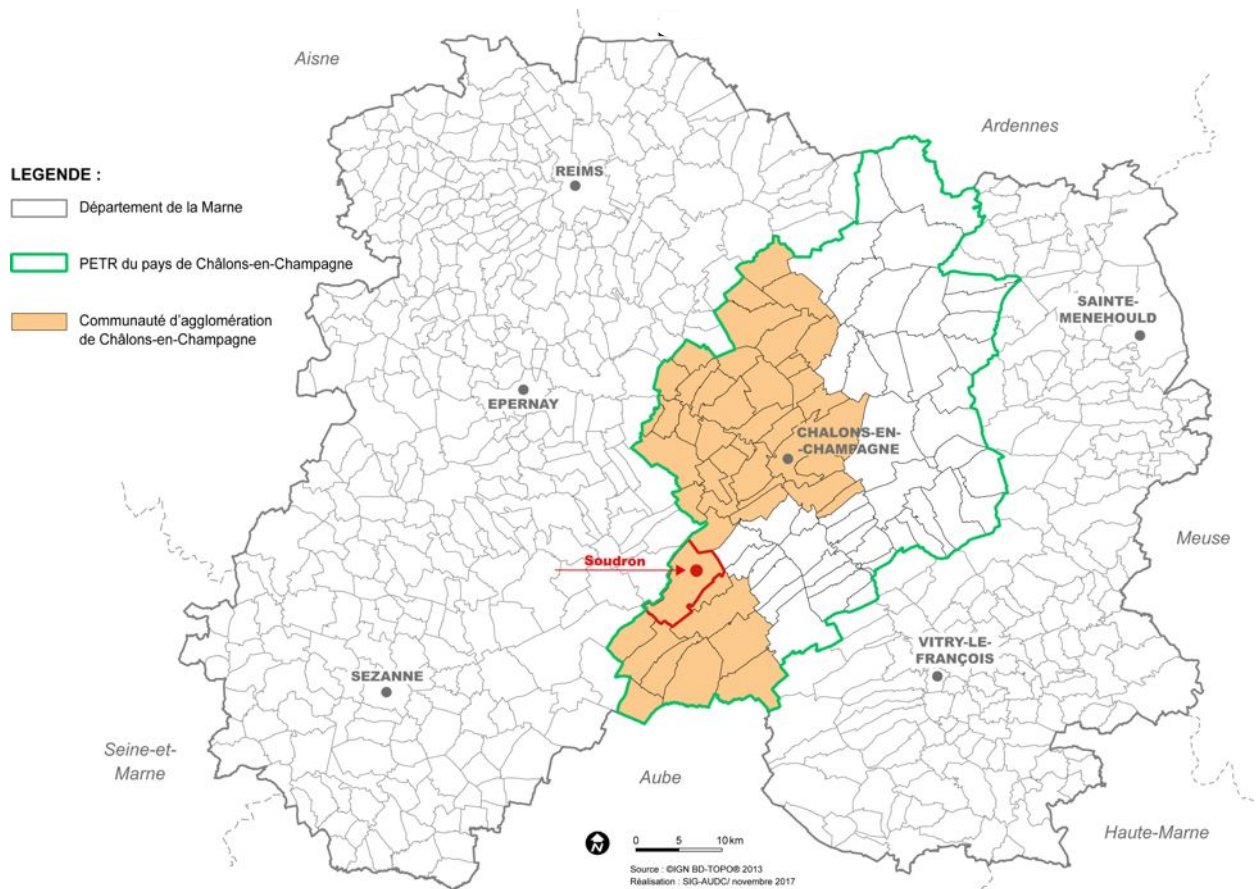 Aisne
Ardennes
LEGENDE :
Département de la Marne
PETR du pays de Châlons-en-Champagne
Communauté d'agglomération
de Châlons-en-Champagne
REIMS
SAINTE-
MENEHOULD
EPERNAY
CHALONS-EN-
-CHAMPAGNE
Meuse
Soudron
VITRY-LE-
FRANÇOIS
SEZANNE
Seine-et-
Marne
Aube
Haute-Marne
0 5 10km
Source : ©IGN BD-TOPO® 2013
Réalisation : SIG-AUDC/ novembre 2017